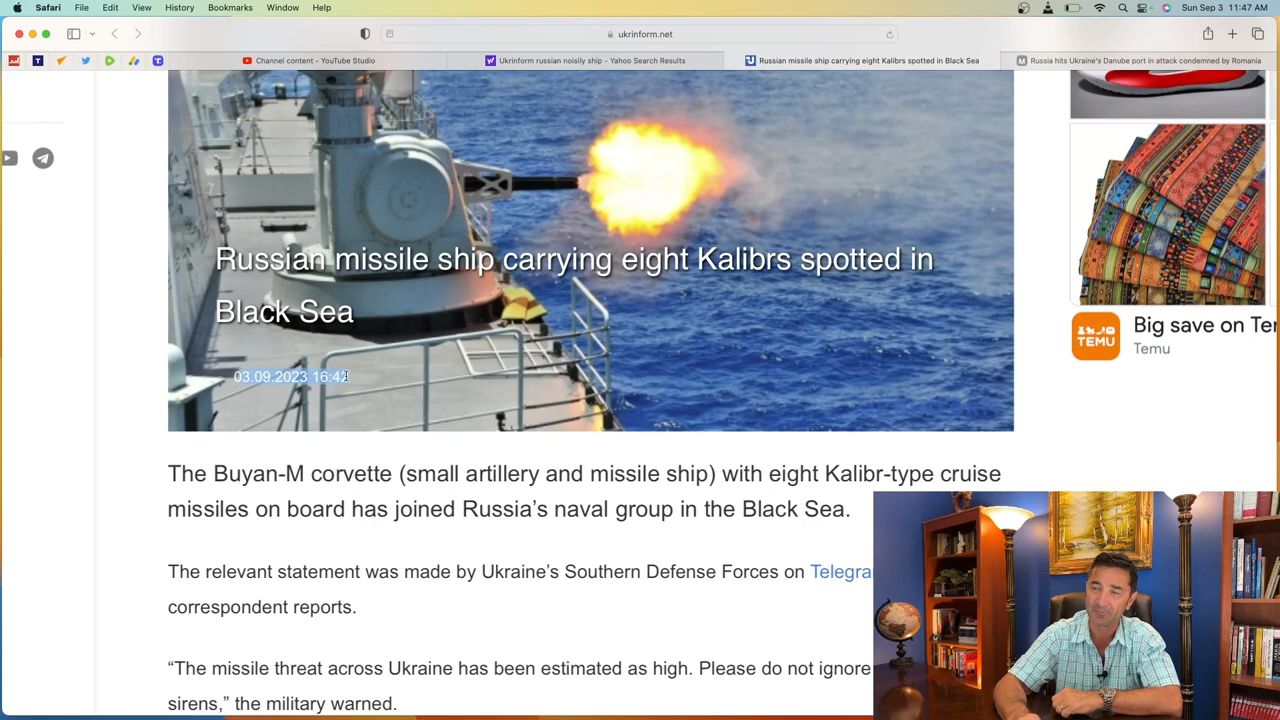 Safari File Edit View History Bookmarks Window Help Sun Sep 3 11:47 AM
ukrinform.net
Channel content - YouTube Studio
Ukrinform russian noisily ship - Yahoo Search Results
Russian missile ship carrying eight Kalibrs spotted in Black Sea
Russia hits Ukraine's Danube port in attack condemned by Romania
Russian missile ship carrying eight Kalibrs spotted in
Black Sea
03.09.2023 16:42
Big save on Te
TEMU
Temu
The Buyan-M corvette (small artillery and missile ship) with eight Kalibr-type cruise
missiles on board has joined Russia’s naval group in the Black Sea.
The relevant statement was made by Ukraine’s Southern Defense Forces on Telegra
correspondent reports.
“The missile threat across Ukraine has been estimated as high. Please do not ignore
sirens,” the military warned.